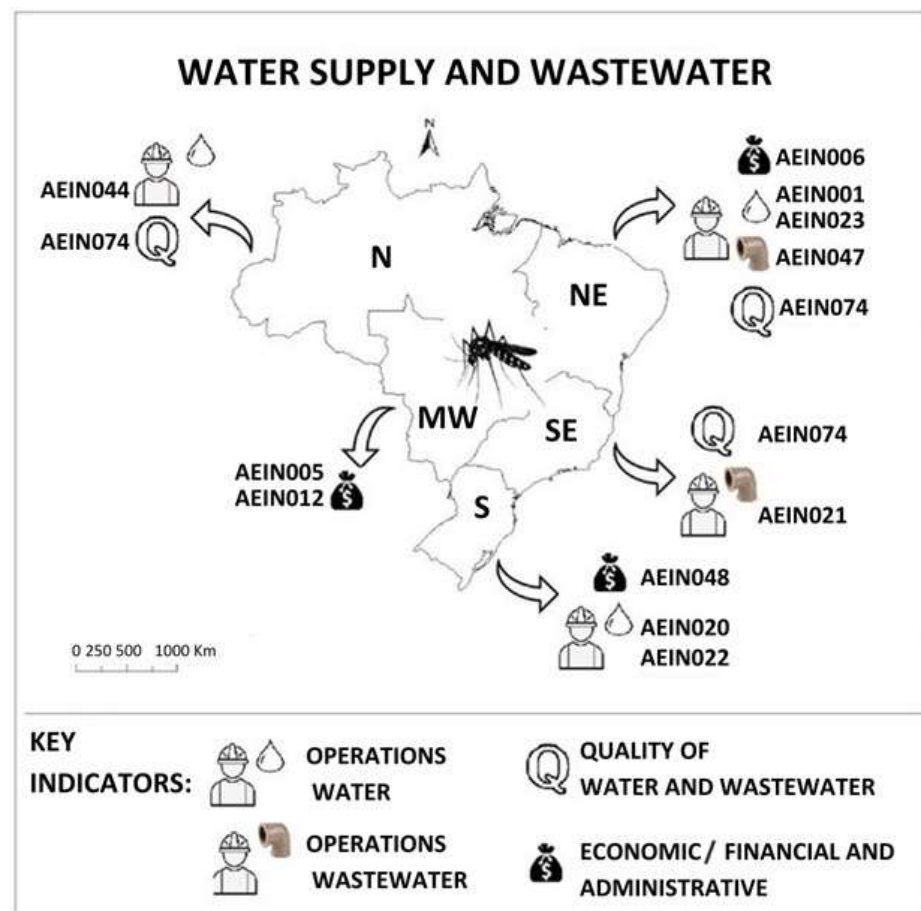 WATER SUPPLY AND WASTEWATER
N
AEIN044
AEIN074
Q
N
NE
MW
SE
S
$ AEIN006
AEIN001
AEIN023
AEIN047
Q AEIN074
Q AEIN074
AEIN021
AEIN005
AEIN012 $
$ AEIN048
AEIN020
AEIN022
0 250 500 1000 Km
KEY
INDICATORS:
OPERATIONS
WATER
OPERATIONS
WASTEWATER
Q QUALITY OF
WATER AND WASTEWATER
$ ECONOMIC/ FINANCIAL AND
ADMINISTRATIVE